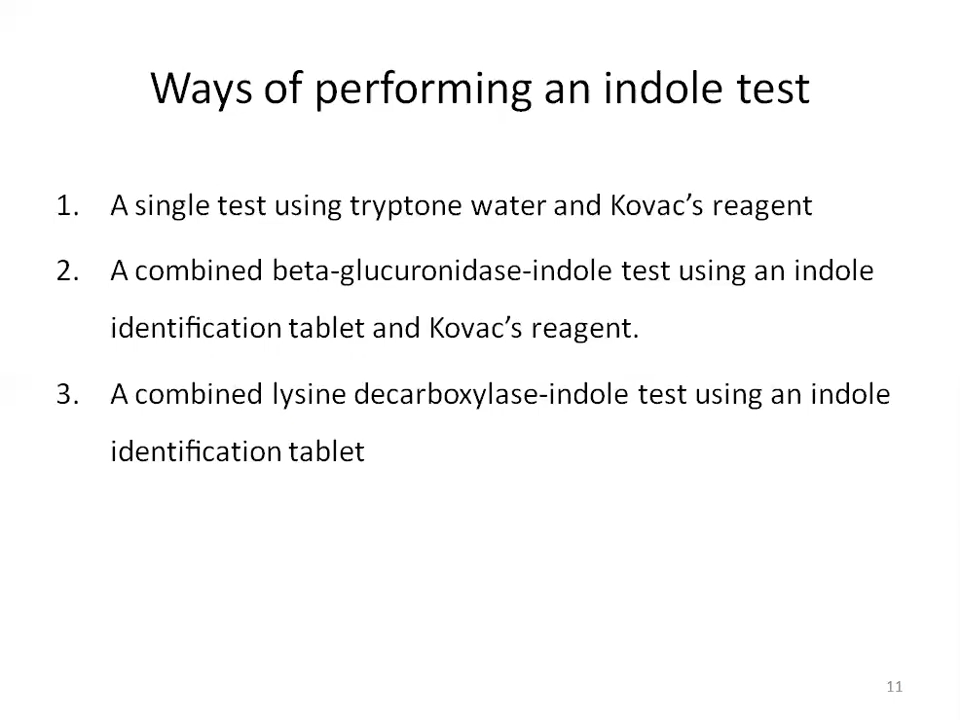 Ways of performing an indole test
1. A single test using tryptone water and Kovac’s reagent
2. A combined beta-glucuronidase-indole test using an indole
identification tablet and Kovac’s reagent.
3. A combined lysine decarboxylase-indole test using an indole
identification tablet
11